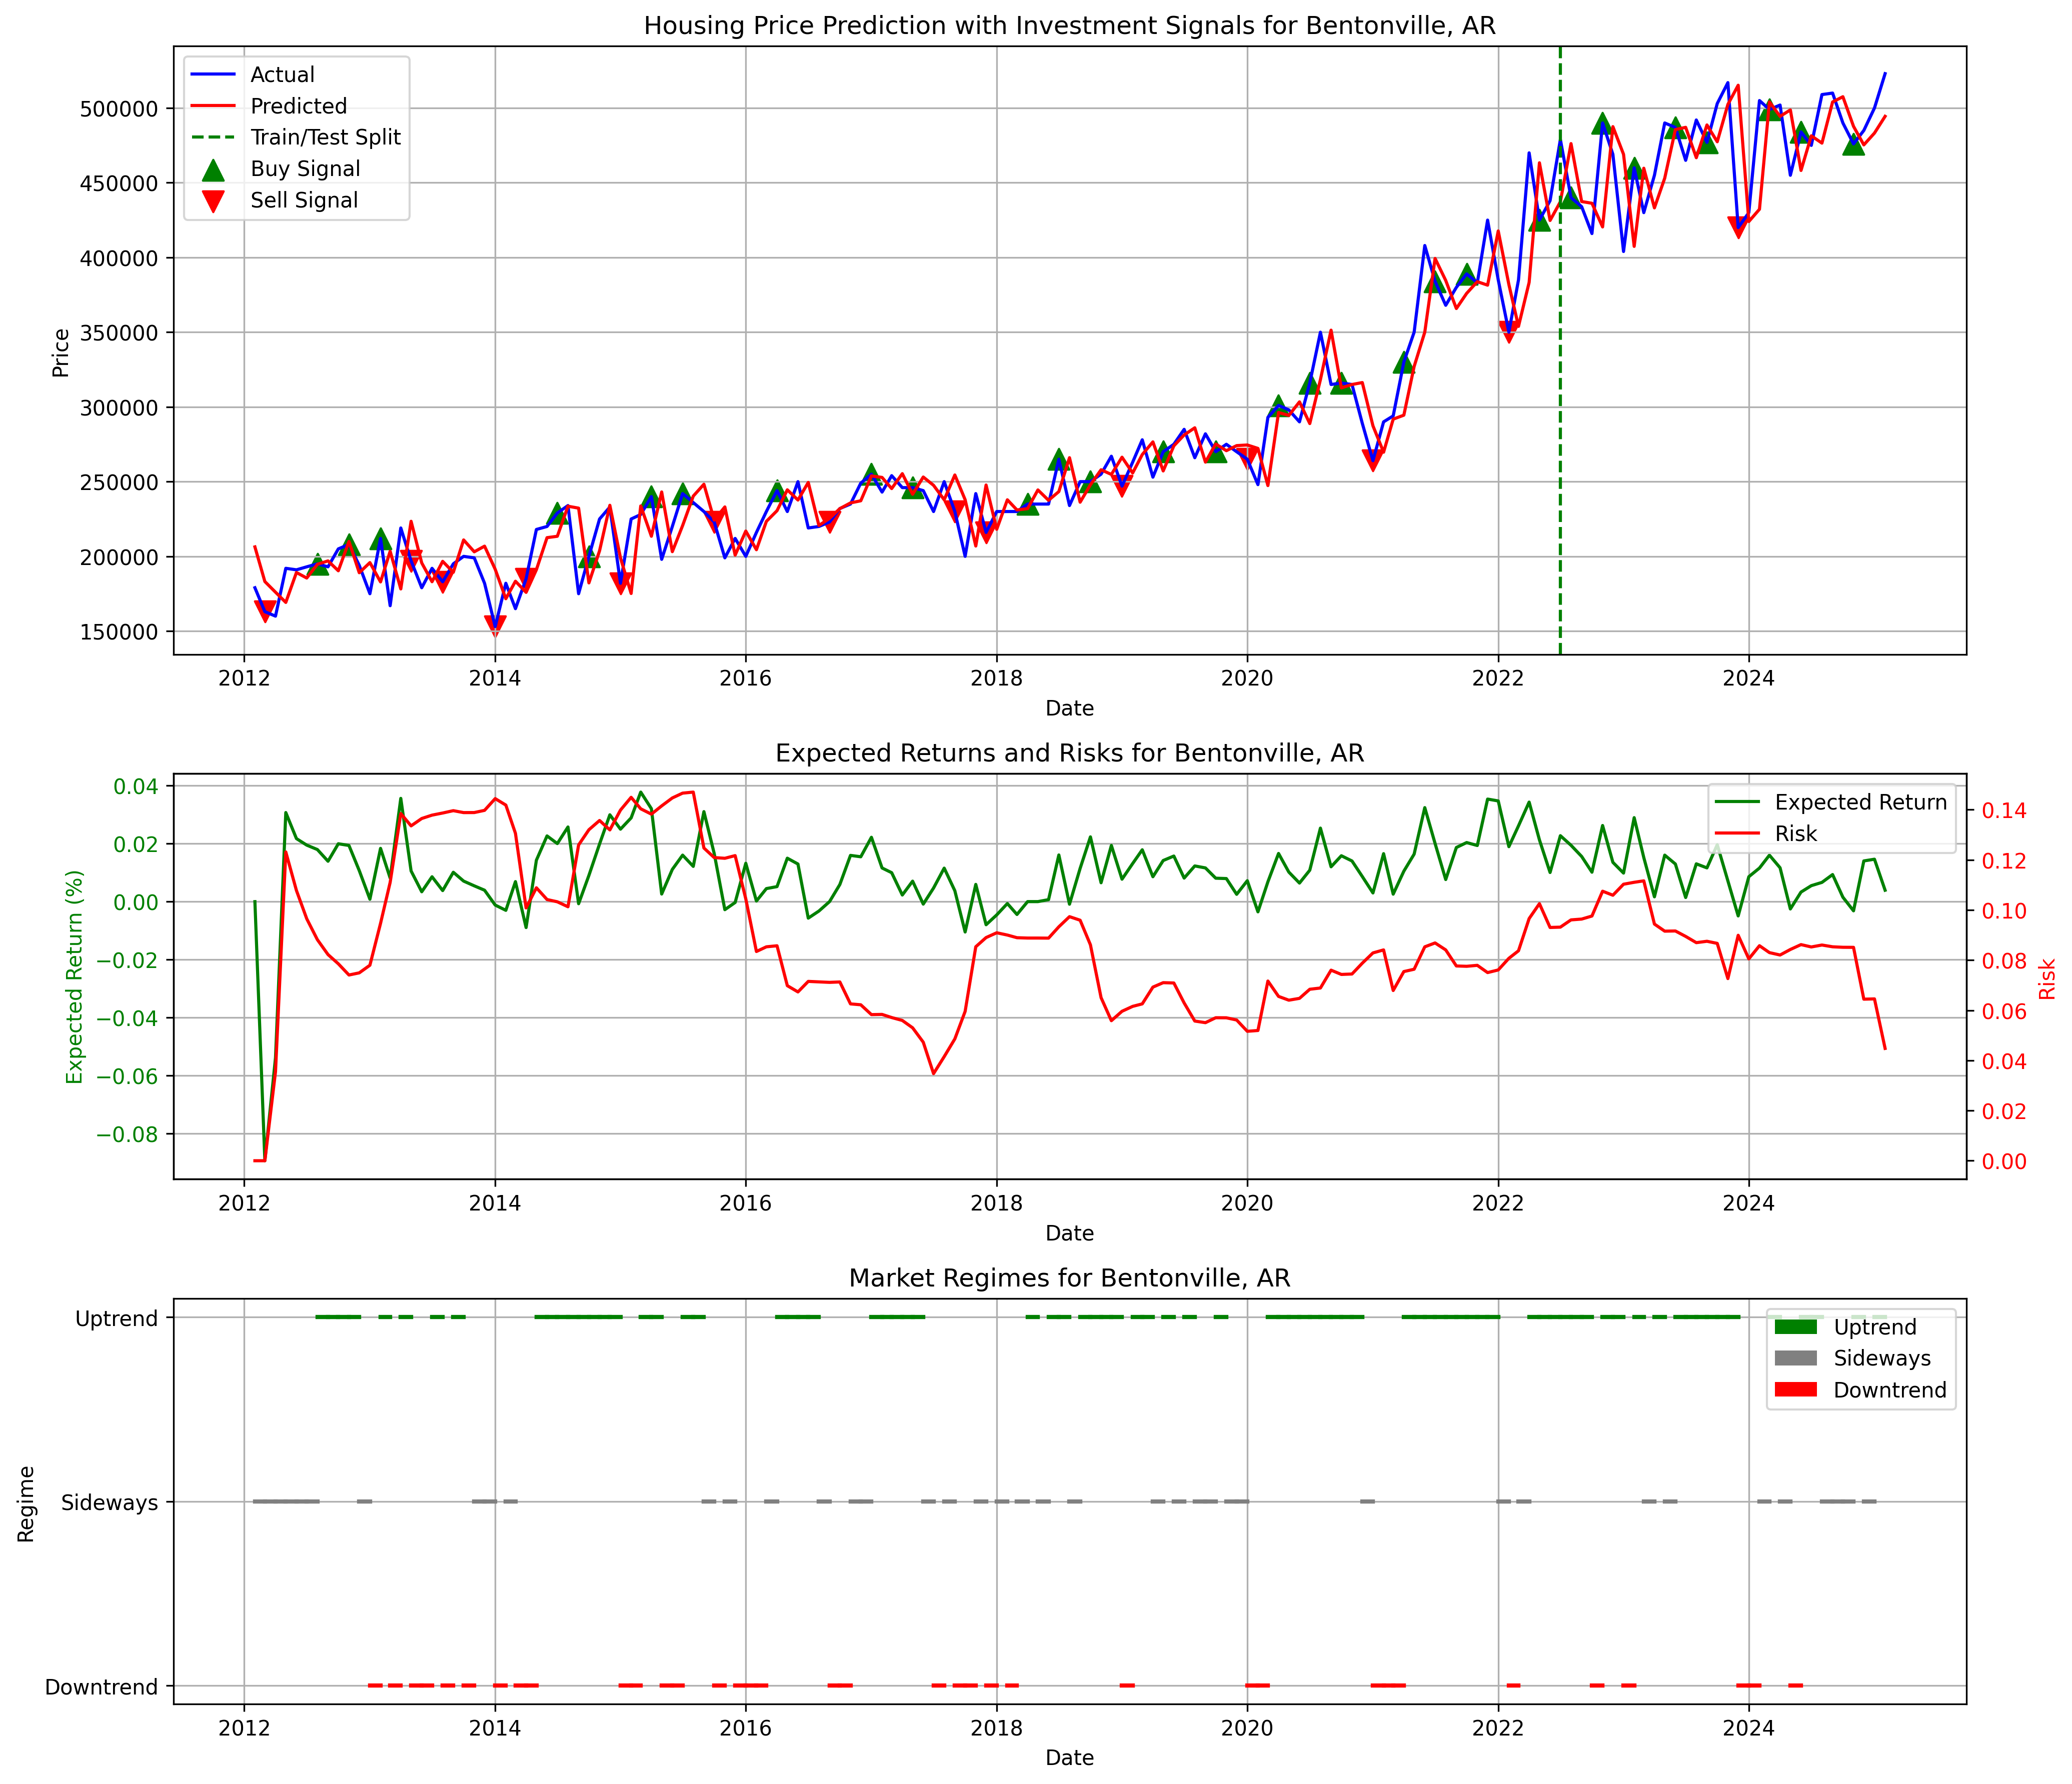 Housing Price Prediction with Investment Signals for Bentonville, AR
Actual
Predicted
Train/Test Split
Buy Signal
Sell Signal
Price
500000
450000
400000
350000
300000
250000
200000
150000
2012 2014 2016 2018 2020 2022 2024
Date
Expected Returns and Risks for Bentonville, AR
Expected Return
Risk
Expected Return (%)
0.04
0.02
0.00
−0.02
−0.04
−0.06
−0.08
Risk
0.14
0.12
0.10
0.08
0.06
0.04
0.02
0.00
2012 2014 2016 2018 2020 2022 2024
Date
Market Regimes for Bentonville, AR
Uptrend
Sideways
Downtrend
Regime
Uptrend
Sideways
Downtrend
2012 2014 2016 2018 2020 2022 2024
Date